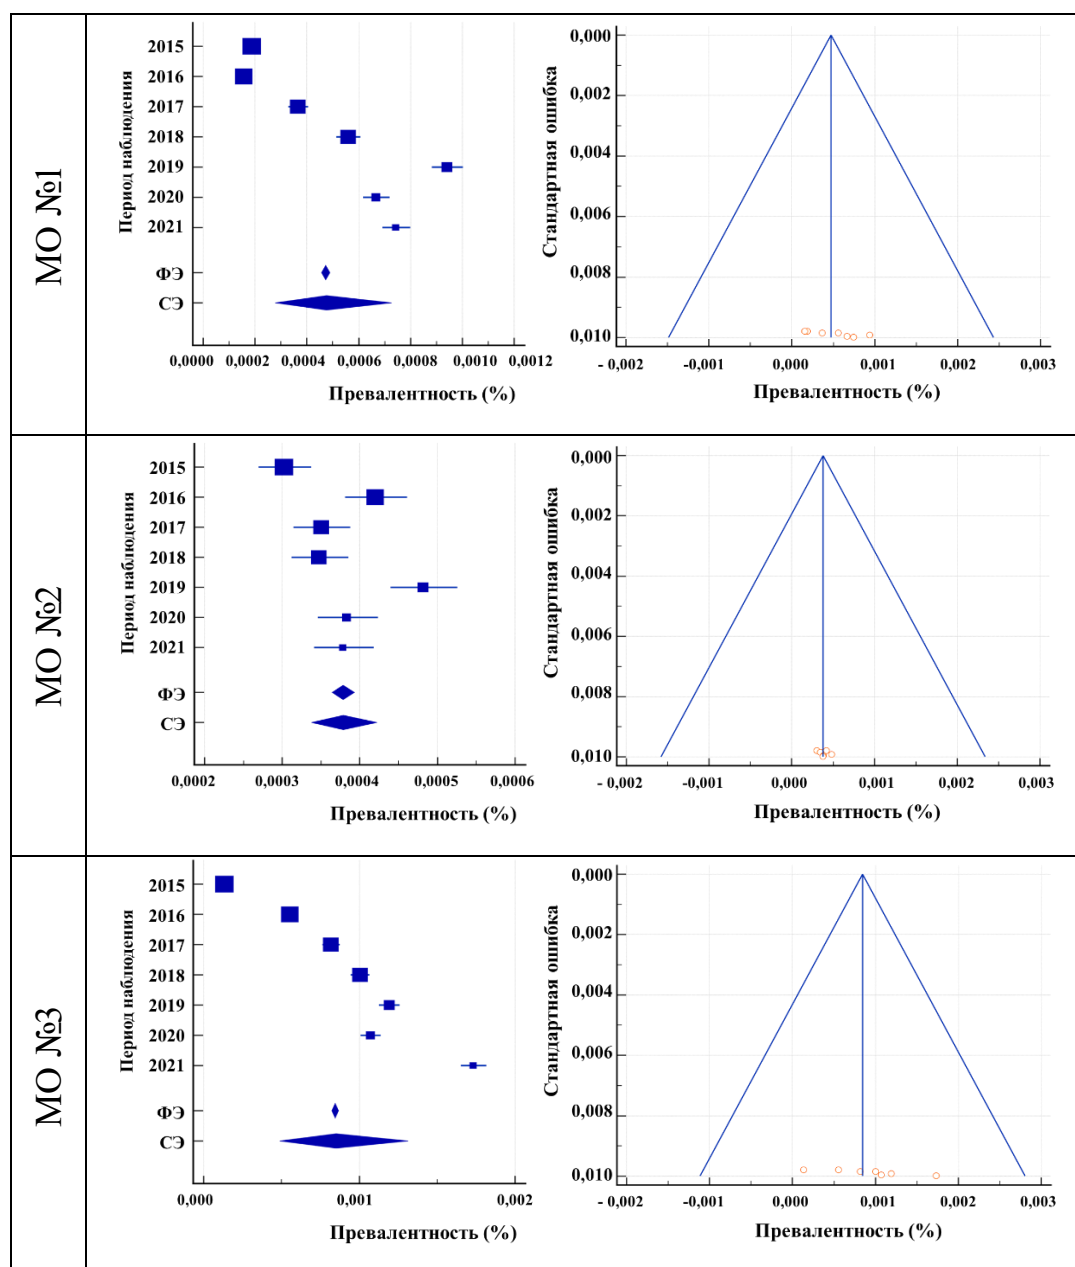 МО №1
Период наблюдения
2015
2016
2017
2018
2019
2020
2021
ФЭ
СЭ
0,0000 0,0002 0,0004 0,0006 0,0008 0,0010 0,0012
Превалентность (%)
Стандартная ошибка
0,000
0,002
0,004
0,006
0,008
0,010
- 0,002 -0,001 0,000 0,001 0,002 0,003
Превалентность (%)
МО №2
Период наблюдения
2015
2016
2017
2018
2019
2020
2021
ФЭ
СЭ
0,0002 0,0003 0,0004 0,0005 0,0006
Превалентность (%)
Стандартная ошибка
0,000
0,002
0,004
0,006
0,008
0,010
- 0,002 -0,001 0,000 0,001 0,002 0,003
Превалентность (%)
МО №3
Период наблюдения
2015
2016
2017
2018
2019
2020
2021
ФЭ
СЭ
0,000 0,001 0,002
Превалентность (%)
Стандартная ошибка
0,000
0,002
0,004
0,006
0,008
0,010
- 0,002 -0,001 0,000 0,001 0,002 0,003
Превалентность (%)